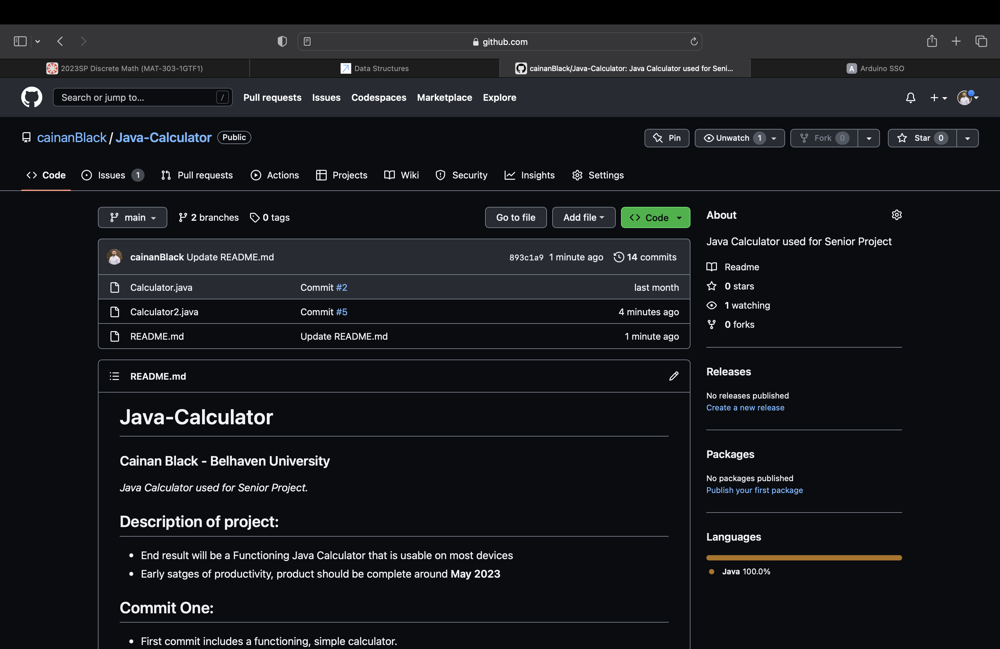 github.com
2023SP Discrete Math (MAT-303-1GTF1)
Data Structures
cainanBlack/Java-Calculator: Java Calculator used for Seni...
A Arduino SSO
Search or jump to... /
Pull requests Issues Codespaces Marketplace Explore
cainanBlack / Java-Calculator Public
Pin Unwatch 1 Fork 0 Star 0
Code Issues 1 Pull requests Actions Projects Wiki Security Insights Settings
main 2 branches 0 tags Go to file Add file Code
cainanBlack Update README.md 893c1a9 1 minute ago 14 commits
Calculator.java Commit #2 last month
Calculator2.java Commit #5 4 minutes ago
README.md Update README.md 1 minute ago
README.md
Java-Calculator
Cainan Black - Belhaven University
Java Calculator used for Senior Project.
Description of project:
• End result will be a Functioning Java Calculator that is usable on most devices
• Early satges of productivity, product should be complete around May 2023
Commit One:
• First commit includes a functioning, simple calculator.
About
Java Calculator used for Senior Project
Readme
0 stars
1 watching
0 forks
Releases
No releases published
Create a new release
Packages
No packages published
Publish your first package
Languages
Java 100.0%